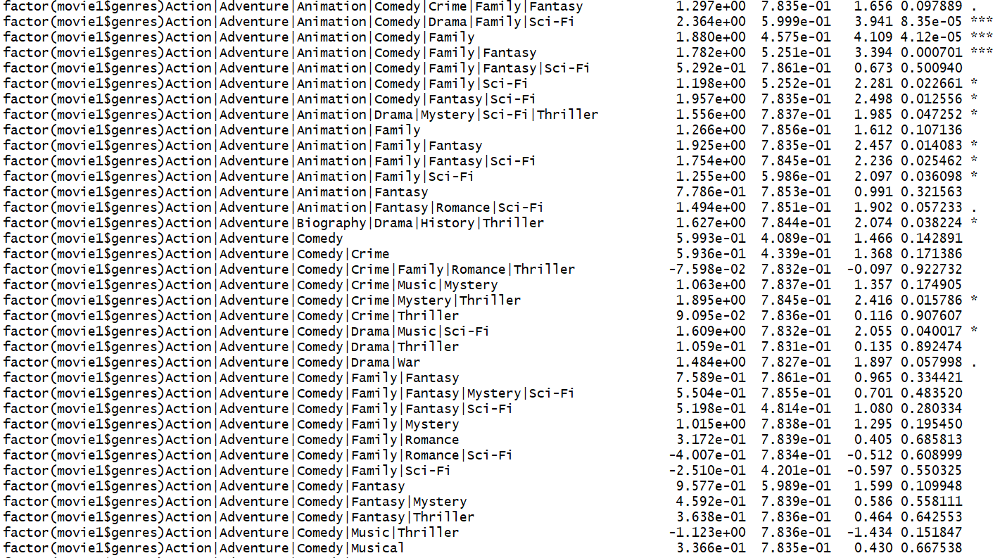 factor(movie1$genres)Action|Adventure|Animation|Comedy|Crime|Family|Fantasy 1.297e+00 7.835e-01 1.656 0.097889 .
factor(movie1$genres)Action|Adventure|Animation|Comedy|Drama|Family|Sci-Fi 2.364e+00 5.999e-01 3.941 8.35e-05 ***
factor(movie1$genres)Action|Adventure|Animation|Comedy|Family 1.880e+00 4.575e-01 4.109 4.12e-05 ***
factor(movie1$genres)Action|Adventure|Animation|Comedy|Family|Fantasy 1.782e+00 5.251e-01 3.394 0.000701 ***
factor(movie1$genres)Action|Adventure|Animation|Comedy|Family|Fantasy|Sci-Fi 5.292e-01 7.861e-01 0.673 0.500940
factor(movie1$genres)Action|Adventure|Animation|Comedy|Family|Sci-Fi 1.198e+00 5.252e-01 2.281 0.022661 *
factor(movie1$genres)Action|Adventure|Animation|Comedy|Fantasy|Sci-Fi 1.957e+00 7.835e-01 2.498 0.012556 *
factor(movie1$genres)Action|Adventure|Animation|Drama|Mystery|Sci-Fi|Thriller 1.556e+00 7.837e-01 1.985 0.047252 *
factor(movie1$genres)Action|Adventure|Animation|Family 1.266e+00 7.856e-01 1.612 0.107136
factor(movie1$genres)Action|Adventure|Animation|Family|Fantasy 1.925e+00 7.835e-01 2.457 0.014083 *
factor(movie1$genres)Action|Adventure|Animation|Family|Fantasy|Sci-Fi 1.754e+00 7.845e-01 2.236 0.025462 *
factor(movie1$genres)Action|Adventure|Animation|Family|Sci-Fi 1.255e+00 5.986e-01 2.097 0.036098 *
factor(movie1$genres)Action|Adventure|Animation|Fantasy 7.786e-01 7.853e-01 0.991 0.321563
factor(movie1$genres)Action|Adventure|Animation|Fantasy|Romance|Sci-Fi 1.494e+00 7.851e-01 1.902 0.057233 .
factor(movie1$genres)Action|Adventure|Biography|Drama|History|Thriller 1.627e+00 7.844e-01 2.074 0.038224 *
factor(movie1$genres)Action|Adventure|Comedy 5.993e-01 4.089e-01 1.466 0.142891
factor(movie1$genres)Action|Adventure|Comedy|Crime 5.936e-01 4.339e-01 1.368 0.171386
factor(movie1$genres)Action|Adventure|Comedy|Crime|Family|Romance|Thriller -7.598e-02 7.832e-01 -0.097 0.922732
factor(movie1$genres)Action|Adventure|Comedy|Crime|Music|Mystery 1.063e+00 7.837e-01 1.357 0.174905
factor(movie1$genres)Action|Adventure|Comedy|Crime|Mystery|Thriller 1.895e+00 7.845e-01 2.416 0.015786 *
factor(movie1$genres)Action|Adventure|Comedy|Crime|Thriller 9.095e-02 7.836e-01 0.116 0.907607
factor(movie1$genres)Action|Adventure|Comedy|Drama|Music|Sci-Fi 1.609e+00 7.832e-01 2.055 0.040017 *
factor(movie1$genres)Action|Adventure|Comedy|Drama|Thriller 1.059e-01 7.831e-01 0.135 0.892474
factor(movie1$genres)Action|Adventure|Comedy|Drama|War 1.484e+00 7.827e-01 1.897 0.057998 .
factor(movie1$genres)Action|Adventure|Comedy|Family|Fantasy 7.589e-01 7.861e-01 0.965 0.334421
factor(movie1$genres)Action|Adventure|Comedy|Family|Fantasy|Mystery|Sci-Fi 5.504e-01 7.855e-01 0.701 0.483520
factor(movie1$genres)Action|Adventure|Comedy|Family|Fantasy|Sci-Fi 5.198e-01 4.814e-01 1.080 0.280334
factor(movie1$genres)Action|Adventure|Comedy|Family|Mystery 1.015e+00 7.838e-01 1.295 0.195450
factor(movie1$genres)Action|Adventure|Comedy|Family|Romance 3.172e-01 7.839e-01 0.405 0.685813
factor(movie1$genres)Action|Adventure|Comedy|Family|Romance|Sci-Fi -4.007e-01 7.834e-01 -0.512 0.608999
factor(movie1$genres)Action|Adventure|Comedy|Family|Sci-Fi -2.510e-01 4.201e-01 -0.597 0.550325
factor(movie1$genres)Action|Adventure|Comedy|Fantasy 9.577e-01 5.989e-01 1.599 0.109948
factor(movie1$genres)Action|Adventure|Comedy|Fantasy|Mystery 4.592e-01 7.839e-01 0.586 0.558111
factor(movie1$genres)Action|Adventure|Comedy|Fantasy|Thriller 3.638e-01 7.836e-01 0.464 0.642553
factor(movie1$genres)Action|Adventure|Comedy|Music|Thriller -1.123e+00 7.836e-01 -1.434 0.151847
factor(movie1$genres)Action|Adventure|Comedy|Musical 3.366e-01 7.835e-01 0.430 0.667538